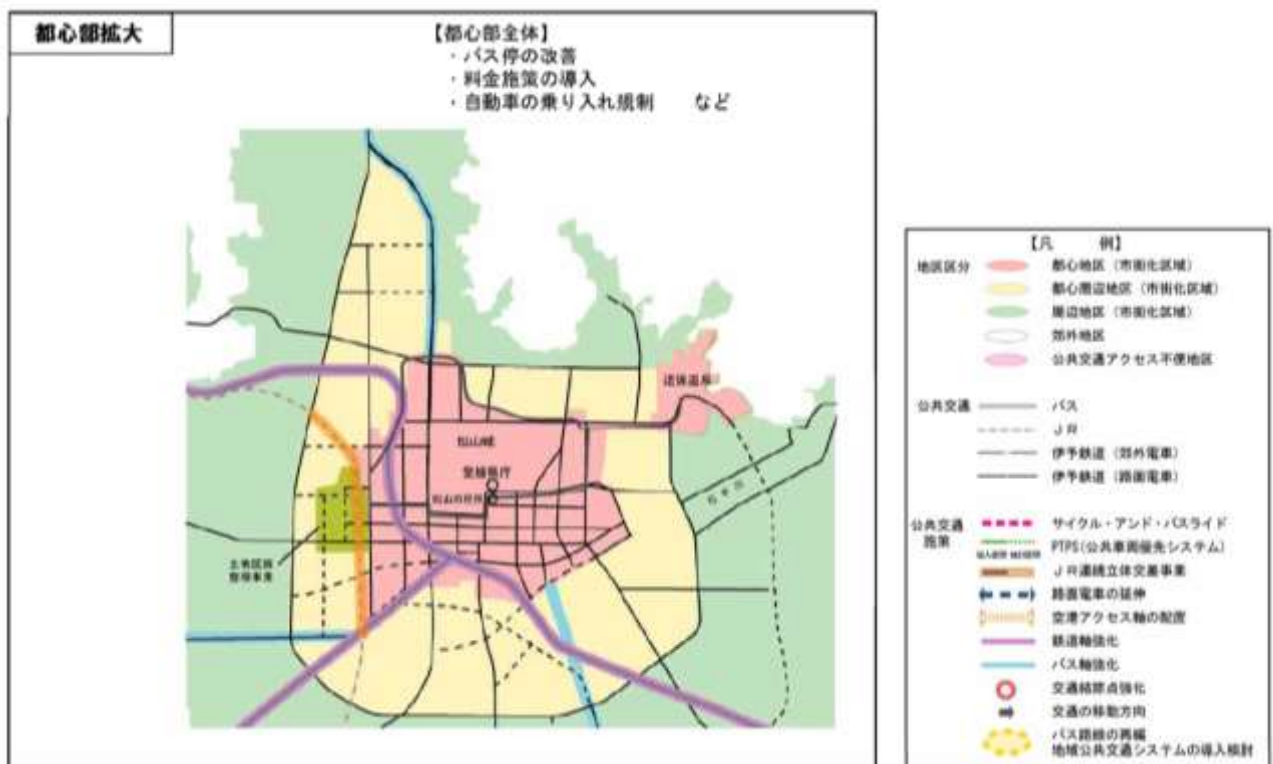 都心部拡大
【都心部全体】
・バス停の改善
・料金施策の導入
・自動車の乗り入れ規制 など
道後温泉
松山城
愛媛県庁
松山市役所
石手川
土地区画
整理事業
【凡 例】
地区区分
都心地区（市街化区域）
都心周辺地区（市街化区域）
周辺地区（市街化区域）
郊外地区
公共交通アクセス不便地区
公共交通
バス
ＪＲ
伊予鉄道（郊外電車）
伊予鉄道（路面電車）
公共交通
施策
サイクル・アンド・バスライド
PTPS(公共車両優先システム)
ＪＲ連続立体交差事業
路面電車の延伸
空港アクセス軸の配置
鉄道軸強化
バス軸強化
交通結節点強化
交通の移動方向
バス路線の再編
地域公共交通システムの導入検討